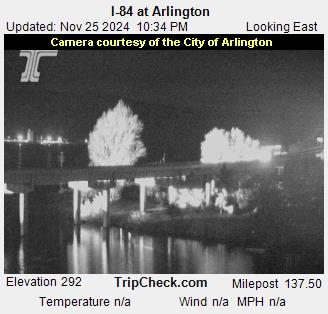 I-84 at Arlington
Updated: Nov 25 2024 10:34 PM Looking East
Camera courtesy of the City of Arlington
Elevation 292 TripCheck.com Milepost 137.50
Temperature n/a Wind n/a MPH n/a